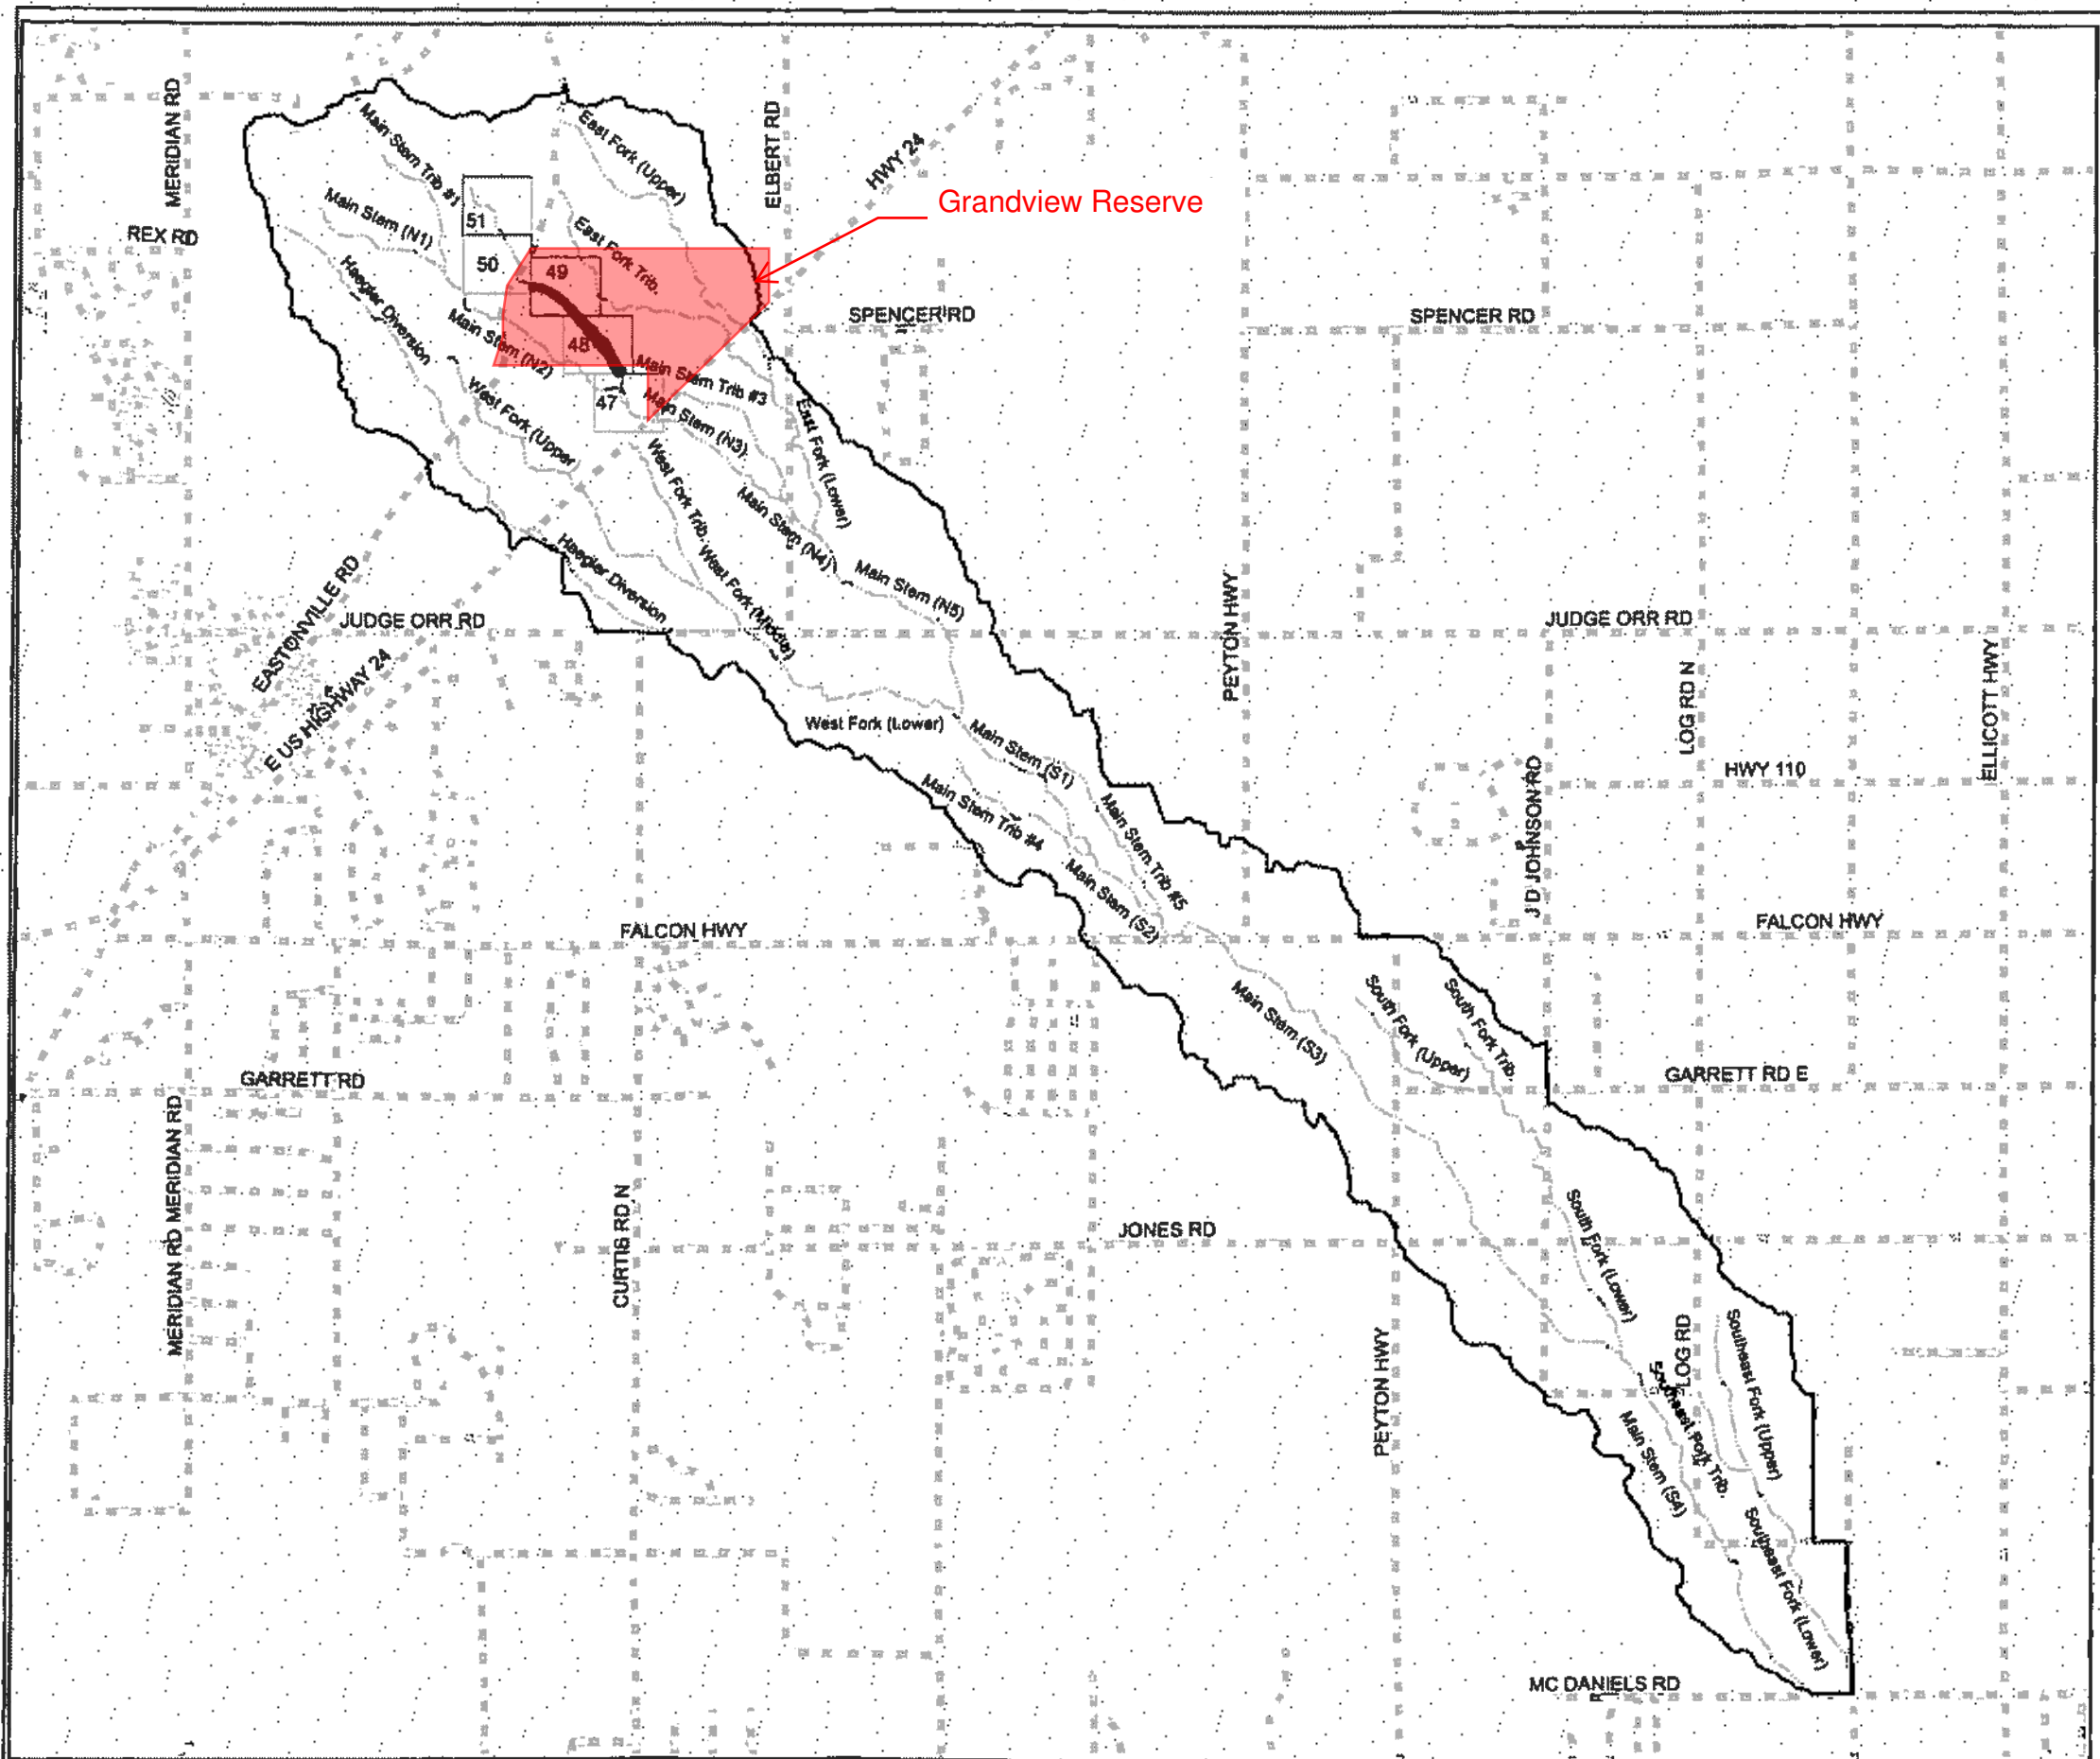 MERIDIAN RD
Main Stem Trib #1
East Fork (Upper)
ELBERT RD
HWY 24
Grandview Reserve
REX RD
Main Stem (N1)
51
East Fork Trib.
50
49
Haegler Diversion
Main Stem (N2)
48
SPENCER RD
SPENCER RD
Main Stem Trib #3
47
Main Stem (N3)
West Fork (Upper
East Fork (Lower)
West Fork Trib.
Main Stem (N4)
Haegler Diversion
West Fork (Middle)
Main Stem (N5)
EASTONVILLE RD
JUDGE ORR RD
PEYTON HWY
JUDGE ORR RD
E US HIGHWAY 24
LOG RD N
ELLICOTT HWY
West Fork (Lower)
Main Stem (S1)
HWY 110
Main Stem Trib #4
Main Stem Trib #5
J D JOHNSON RD
Main Stem (S2)
FALCON HWY
FALCON HWY
Main Stem (S3)
South Fork (Upper)
South Fork Trib.
GARRETT RD
GARRETT RD E
MERIDIAN RD MERIDIAN RD
CURTIS RD N
JONES RD
South Fork (Lower)
PEYTON HWY
LOG RD
Southeast Fork (Upper)
Southeast Fork Trib.
Main Stem (S4)
Southeast Fork (Lower)
MC DANIELS RD